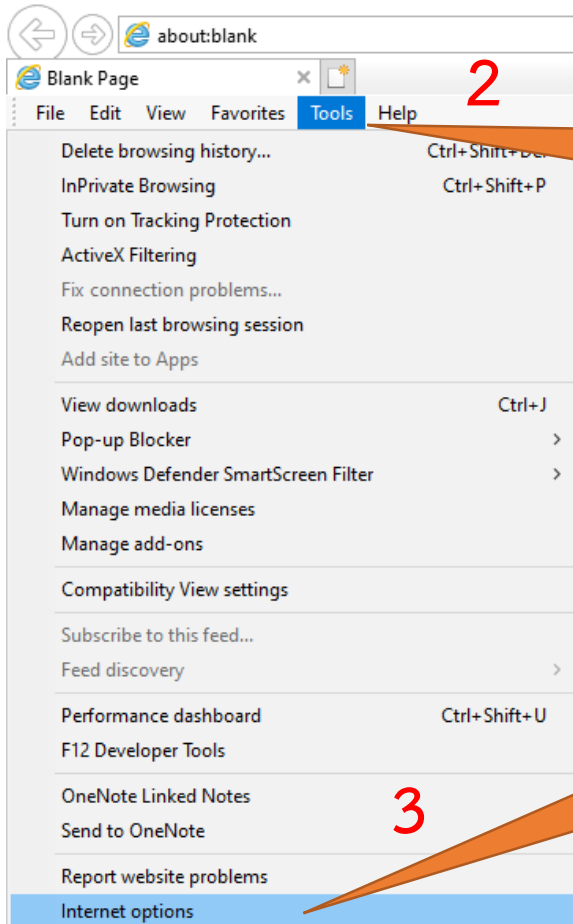 about:blank
Blank Page
2
File Edit View Favorites Tools Help
Delete browsing history... Ctrl+Shift+Del
InPrivate Browsing Ctrl+Shift+P
Turn on Tracking Protection
ActiveX Filtering
Fix connection problems...
Reopen last browsing session
Add site to Apps
View downloads Ctrl+J
Pop-up Blocker
Windows Defender SmartScreen Filter
Manage media licenses
Manage add-ons
Compatibility View settings
Subscribe to this feed...
Feed discovery
Performance dashboard Ctrl+Shift+U
F12 Developer Tools
OneNote Linked Notes
3
Send to OneNote
Report website problems
Internet options